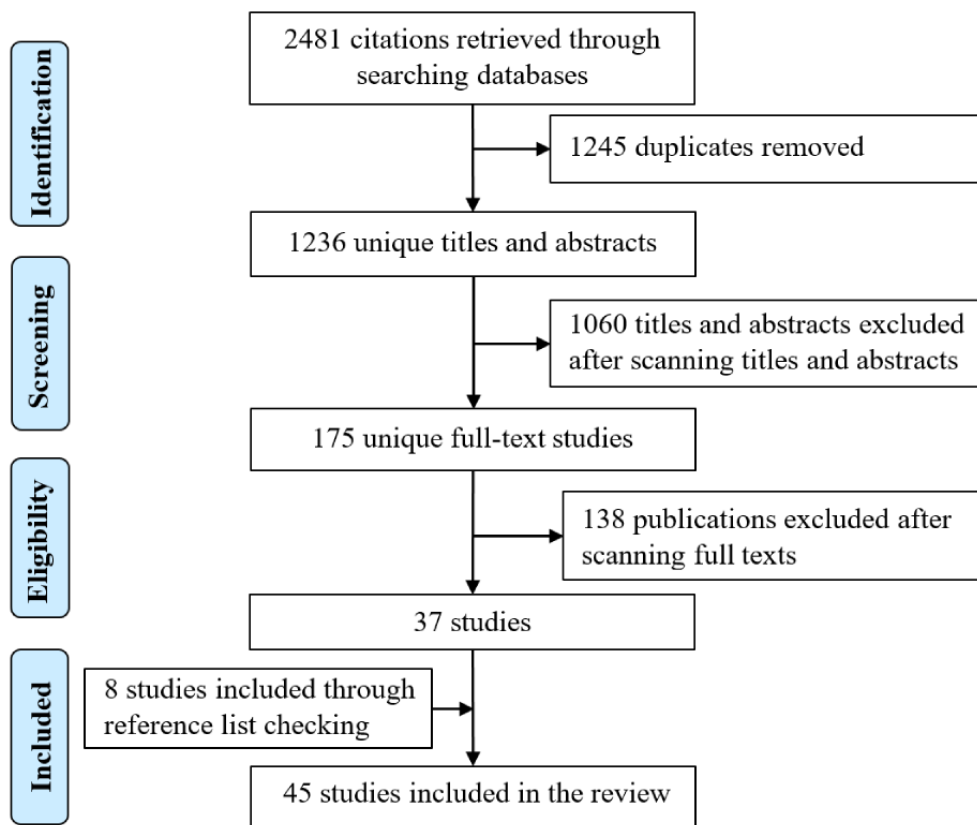 Identification
2481 citations retrieved through
searching databases
1245 duplicates removed
1236 unique titles and abstracts
Screening
1060 titles and abstracts excluded
after scanning titles and abstracts
175 unique full-text studies
Eligibility
138 publications excluded after
scanning full texts
37 studies
Included
8 studies included through
reference list checking
45 studies included in the review